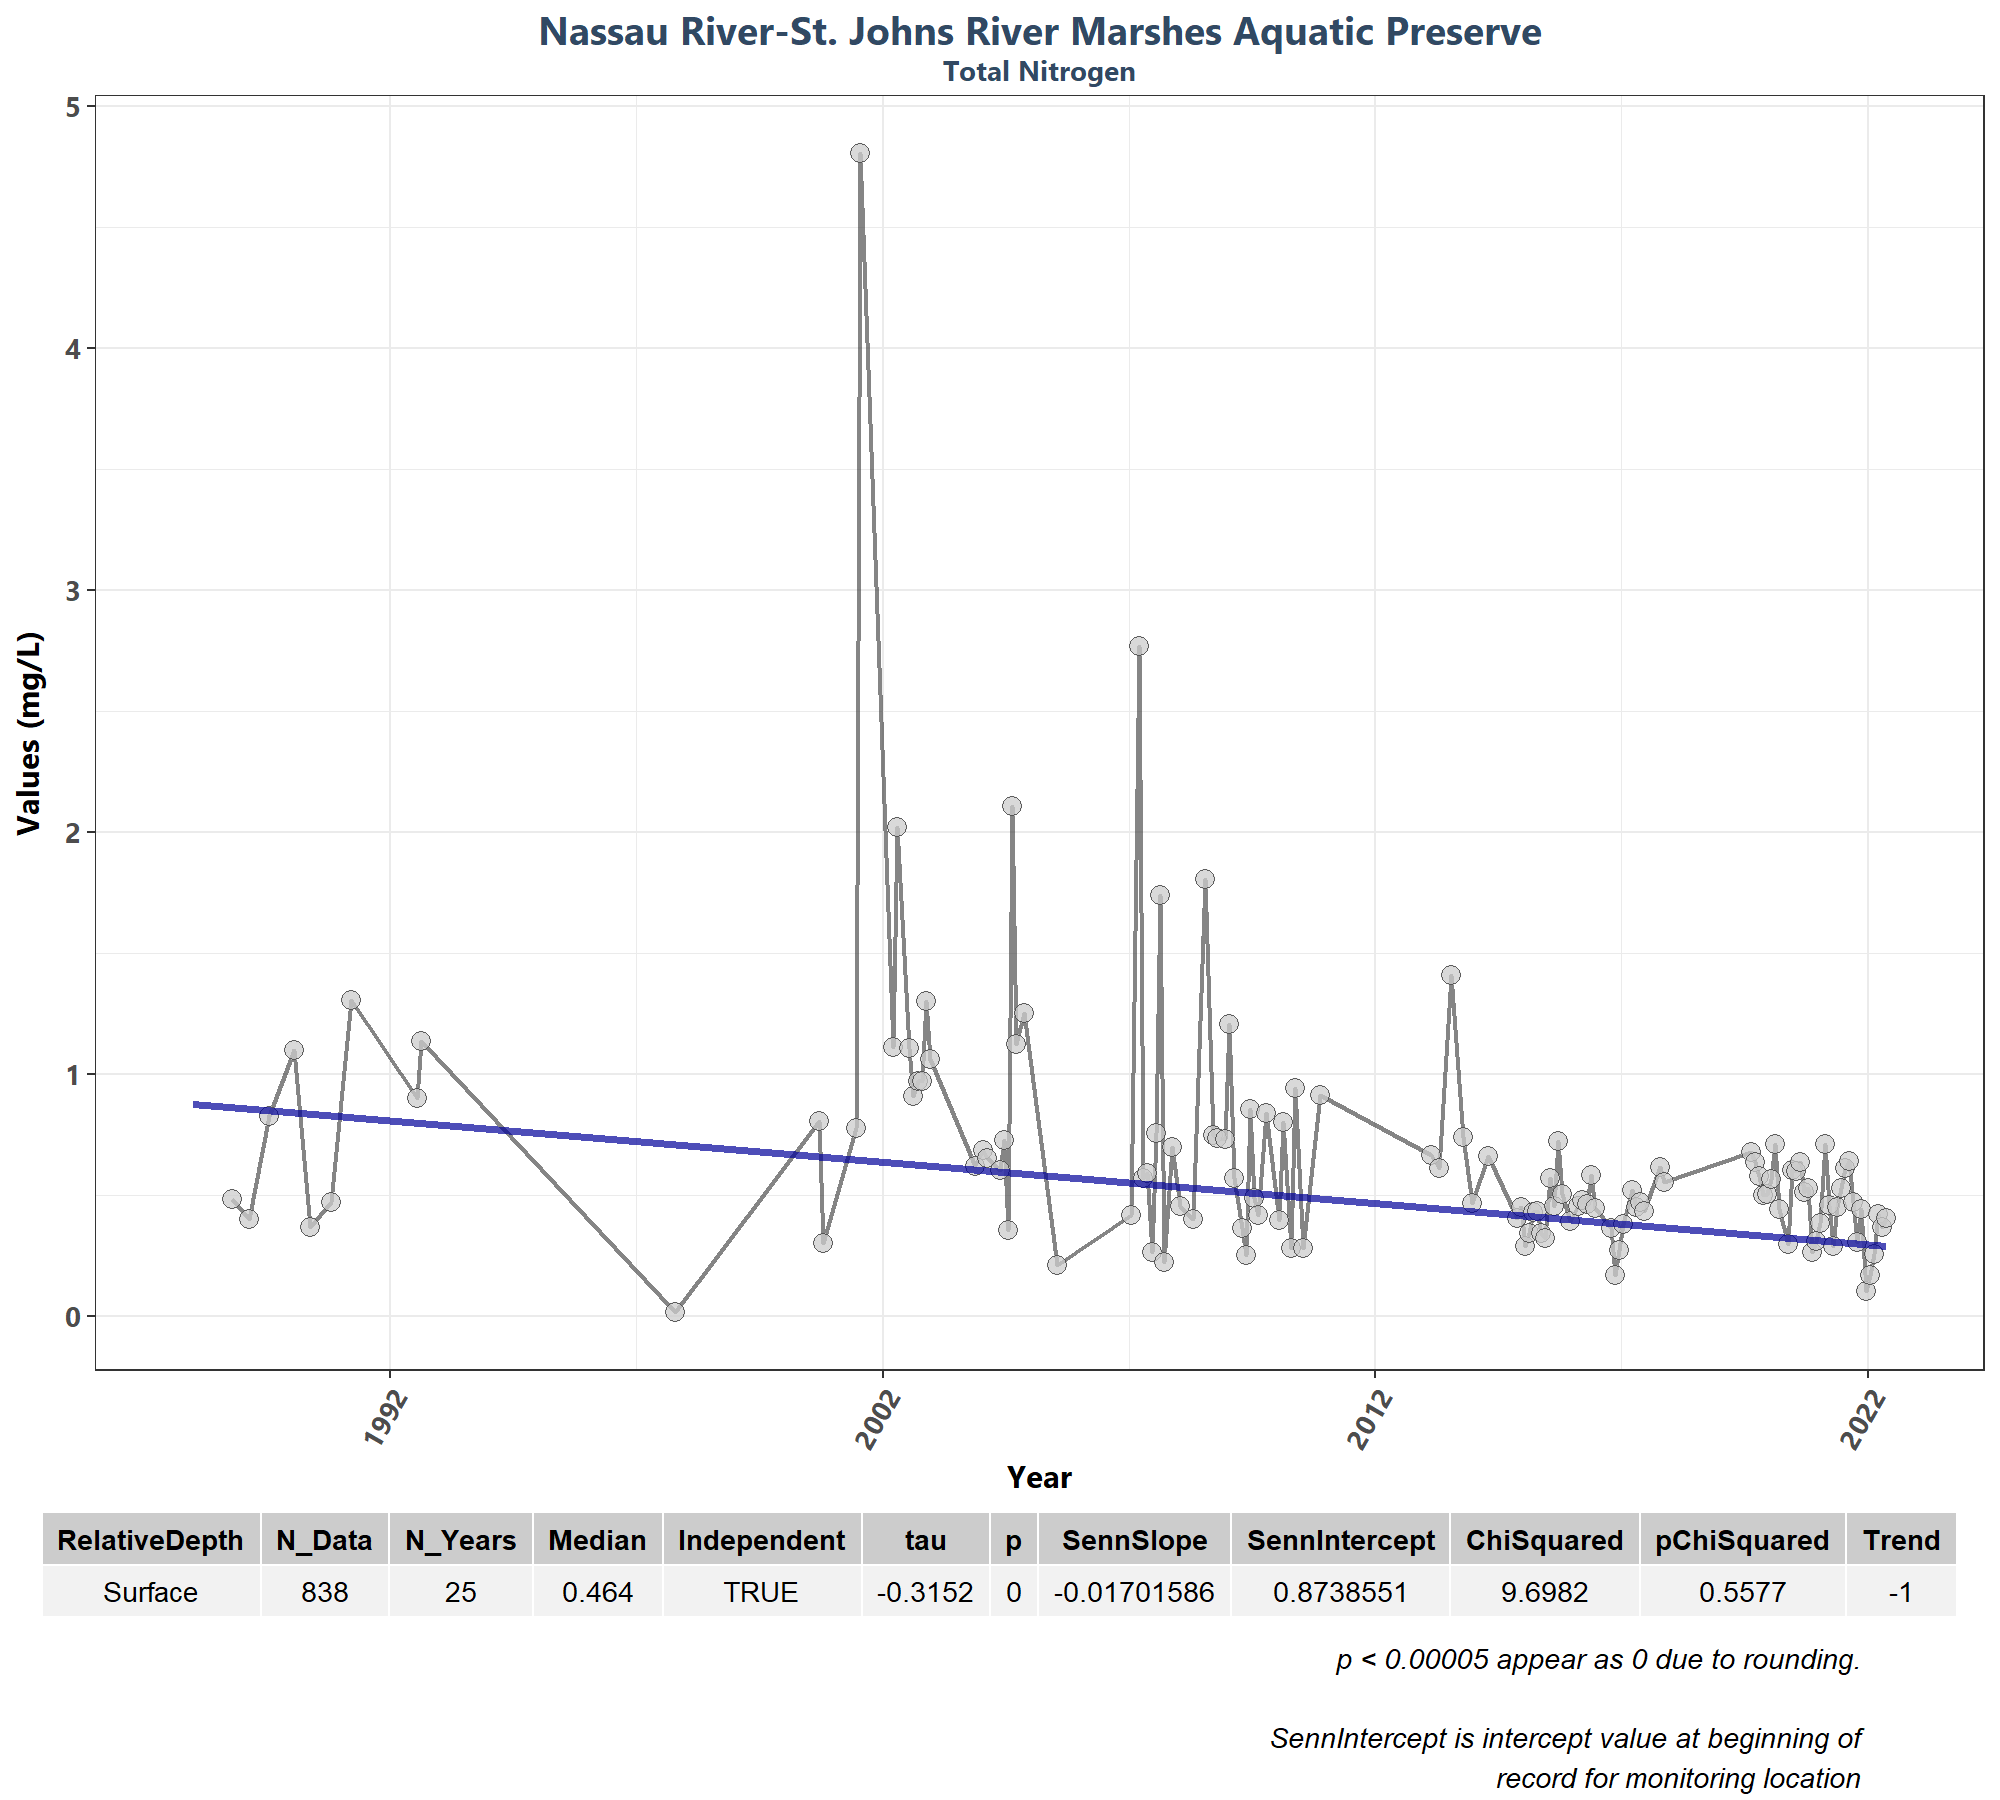 Nassau River-St. Johns River Marshes Aquatic Preserve
Total Nitrogen
5
4
3
2
1
0
Values (mg/L)
1992 2002 2012 2022
Year
RelativeDepth N_Data N_Years Median Independent tau p SennSlope SennIntercept ChiSquared pChiSquared Trend
Surface 838 25 0.464 TRUE -0.3152 0 -0.01701586 0.8738551 9.6982 0.5577 -1
p < 0.00005 appear as 0 due to rounding.
SennIntercept is intercept value at beginning of
record for monitoring location